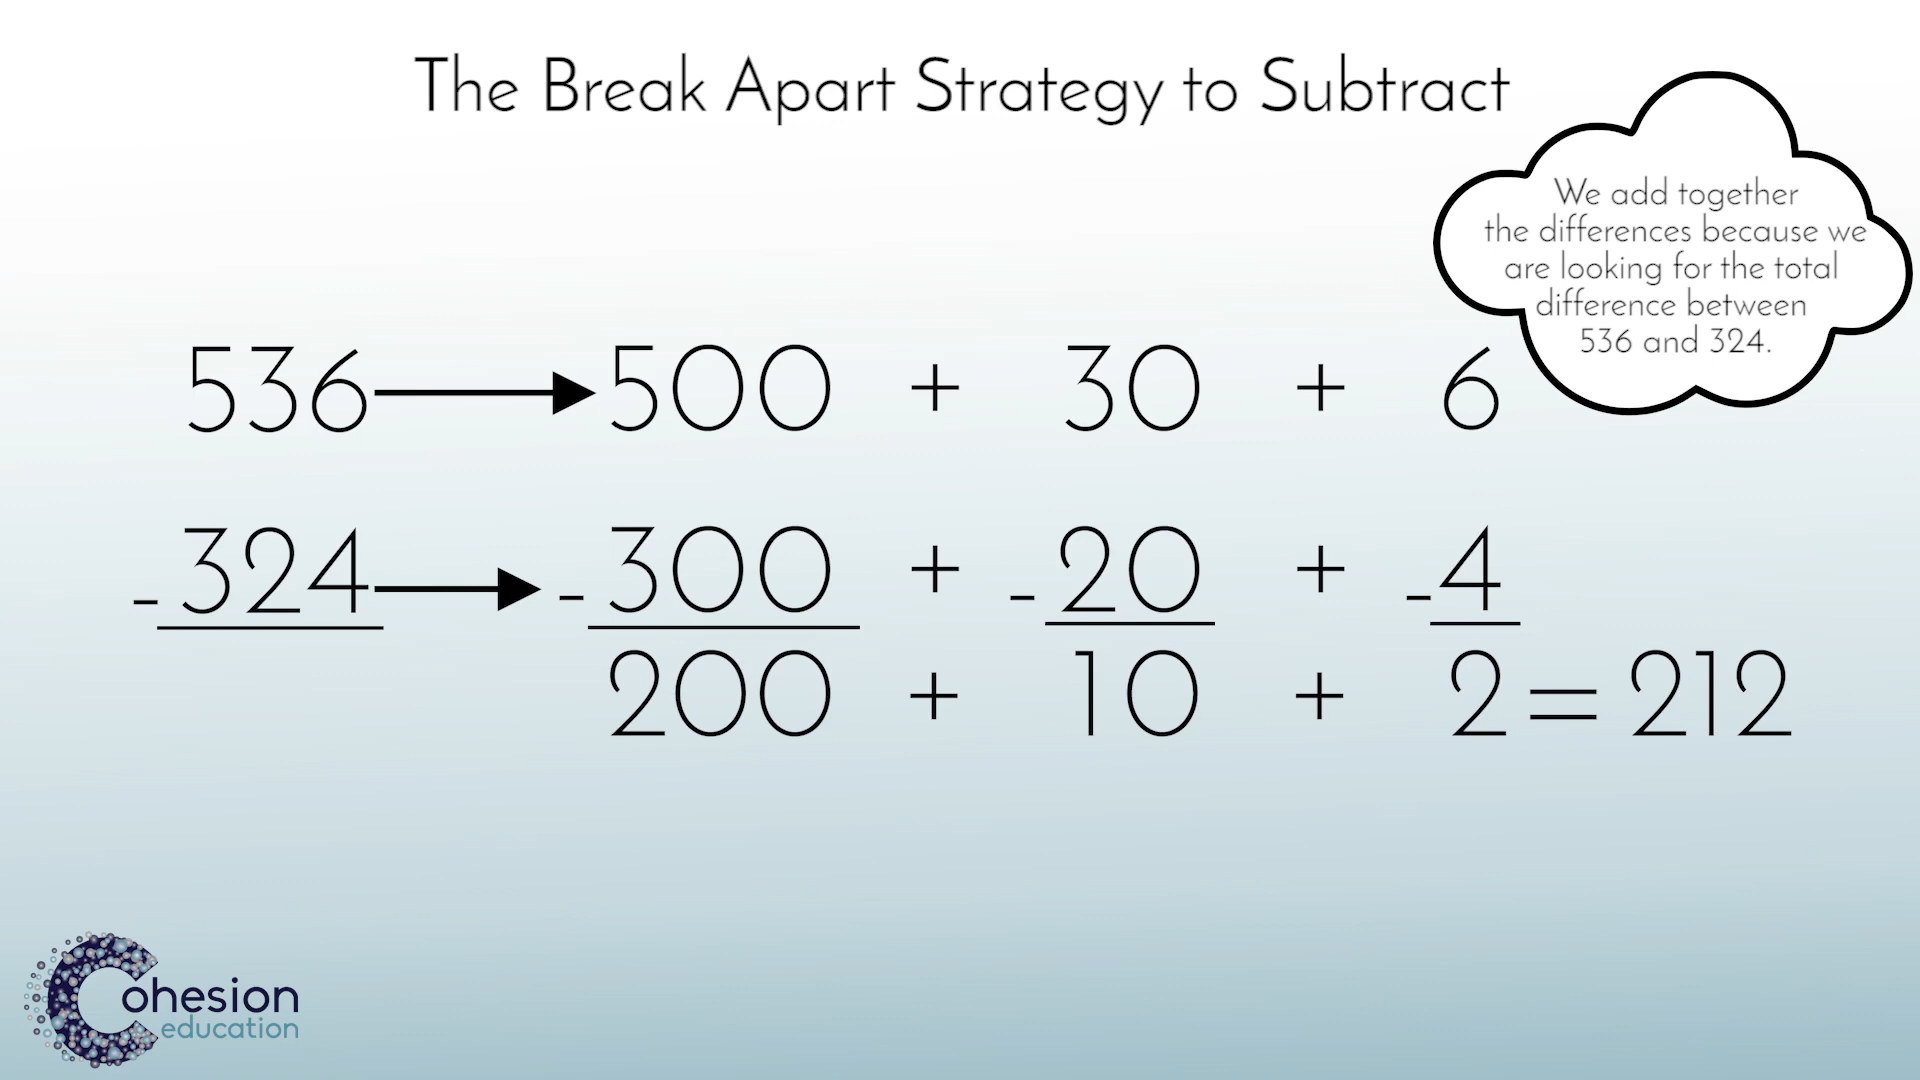 The Break Apart Strategy to Subtract
We add together
the differences because we
are looking for the total
difference between
536 and 324.
536 500 + 30 + 6
-324 -300 + -20 + -4
200 + 10 + 2 = 212
Cohesion
education